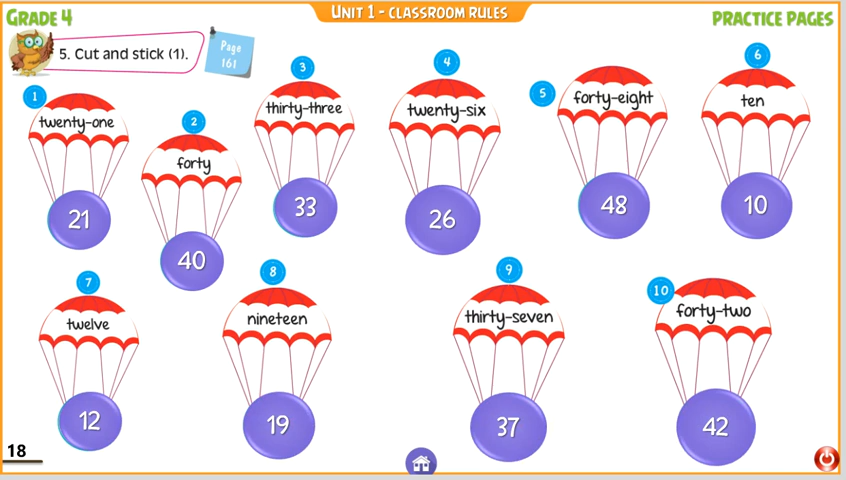 GRADE 4
UNIT 1 - CLASSROOM RULES
PRACTICE PAGES
5. Cut and stick (1).
Page
161
1
twenty-one
21
2
forty
40
3
thirty-three
33
4
twenty-six
26
5
forty-eight
48
6
ten
10
7
twelve
12
8
nineteen
19
9
thirty-seven
37
10
forty-two
42
18